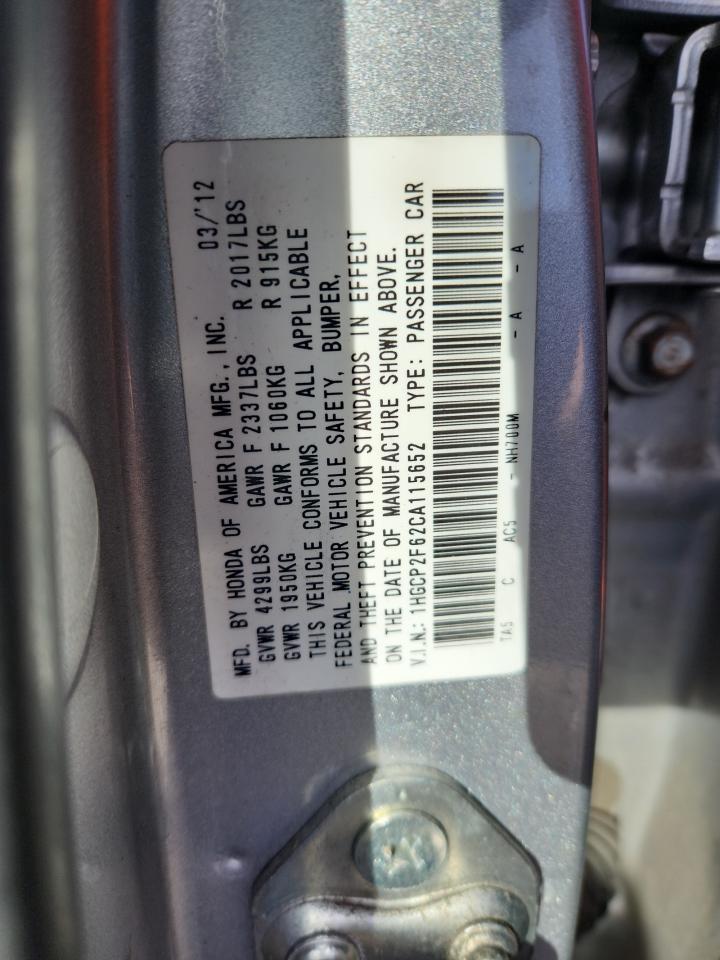 MFD. BY HONDA OF AMERICA MFG., INC. 03/'12
GVWR 4299LBS GAWR F 2337LBS R 2017LBS
GVWR 1950KG GAWR F 1060KG R 915KG
THIS VEHICLE CONFORMS TO ALL APPLICABLE
FEDERAL MOTOR VEHICLE SAFETY, BUMPER,
AND THEFT PREVENTION STANDARDS IN EFFECT
ON THE DATE OF MANUFACTURE SHOWN ABOVE.
V.I.N.: 1HGCP2F62CA115652 TYPE: PASSENGER CAR
TA5 C AC5 - NH700M - A - A